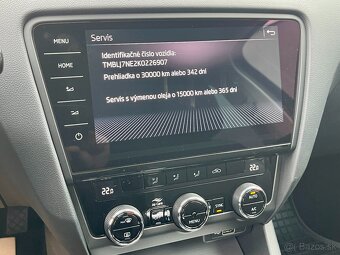 MENU
Servis
HOME
Identifikačné číslo vozidla:
TMBLJ7NE2K0226907
Prehliadka o 30000 km alebo 342 dní
Servis s výmenou oleja o 15000 km alebo 365 dní
22.0
22.0
SYNC
AUTO
MENU
A/C
Bazos.sk